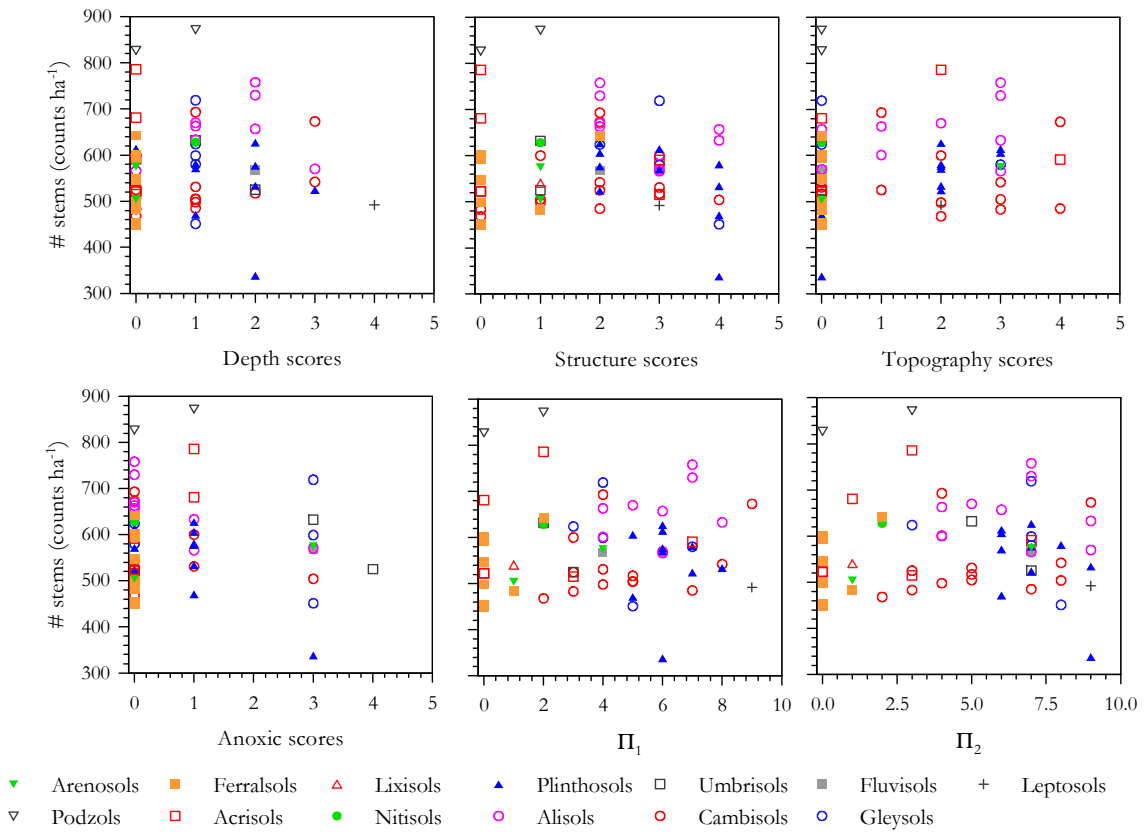 900
800
700
600
500
400
300
# stems (counts ha-1)
0 1 2 3 4 5
Depth scores
0 1 2 3 4 5
Structure scores
0 1 2 3 4 5
Topography scores
900
800
700
600
500
400
300
# stems (counts ha-1)
0 1 2 3 4 5
Anoxic scores
0 2 4 6 8 10
Π1
0.0 2.5 5.0 7.5 10.0
Π2
Arenosols Ferralsols Lixisols Plinthosols Umbrisols Fluvisols Leptosols
Podzols Acrisols Nitisols Alisols Cambisols Gleysols